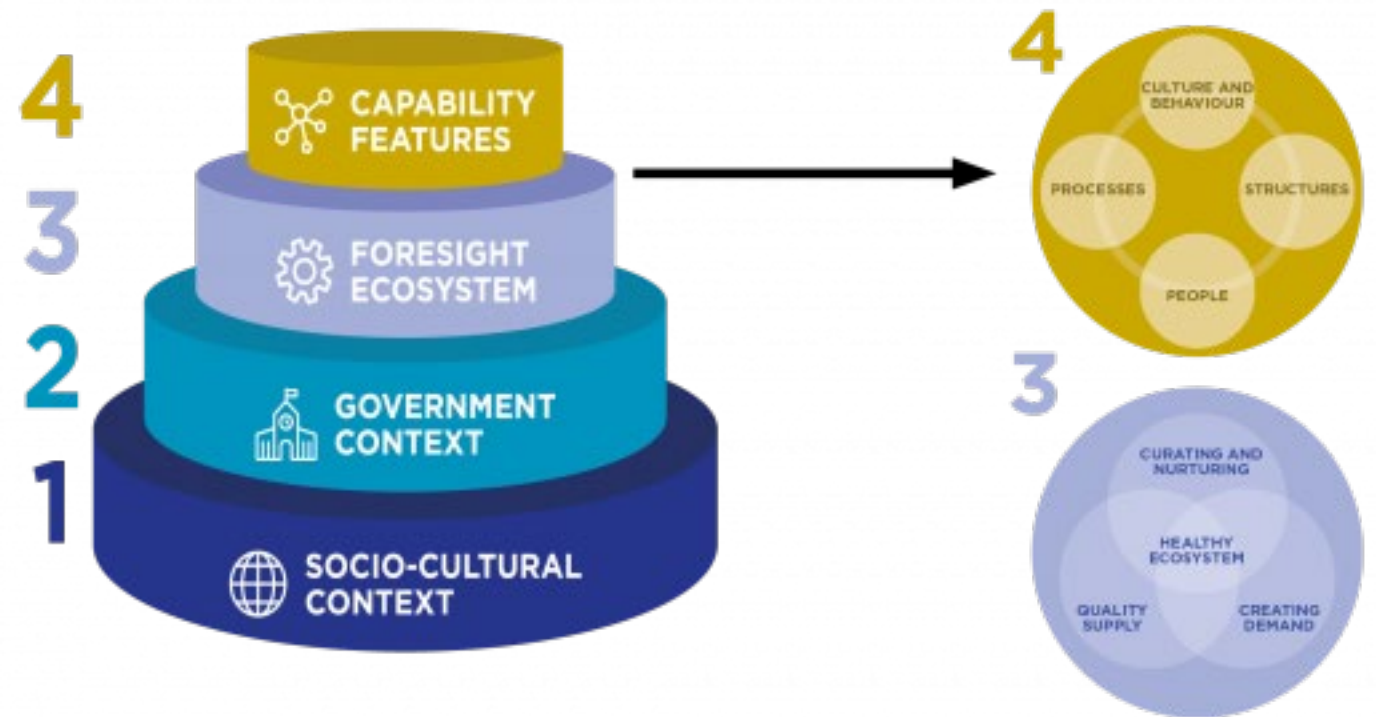 4
CAPABILITY
FEATURES
3
FORESIGHT
ECOSYSTEM
2
GOVERNMENT
CONTEXT
1
SOCIO-CULTURAL
CONTEXT
4
CULTURE AND
BEHAVIOUR
PROCESSES
STRUCTURES
PEOPLE
3
CURATING AND
NURTURING
HEALTHY
ECOSYSTEM
QUALITY
SUPPLY
CREATING
DEMAND